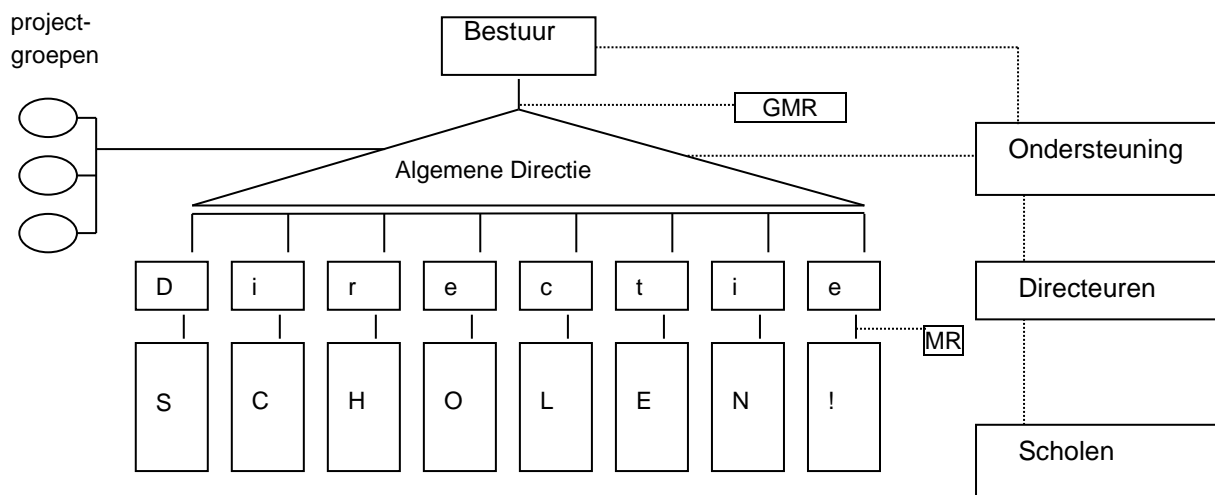 project-
groepen
Bestuur
GMR
Ondersteuning
Algemene Directie
D i r e c t i e
Directeuren
MR
S C H O L E N !
Scholen